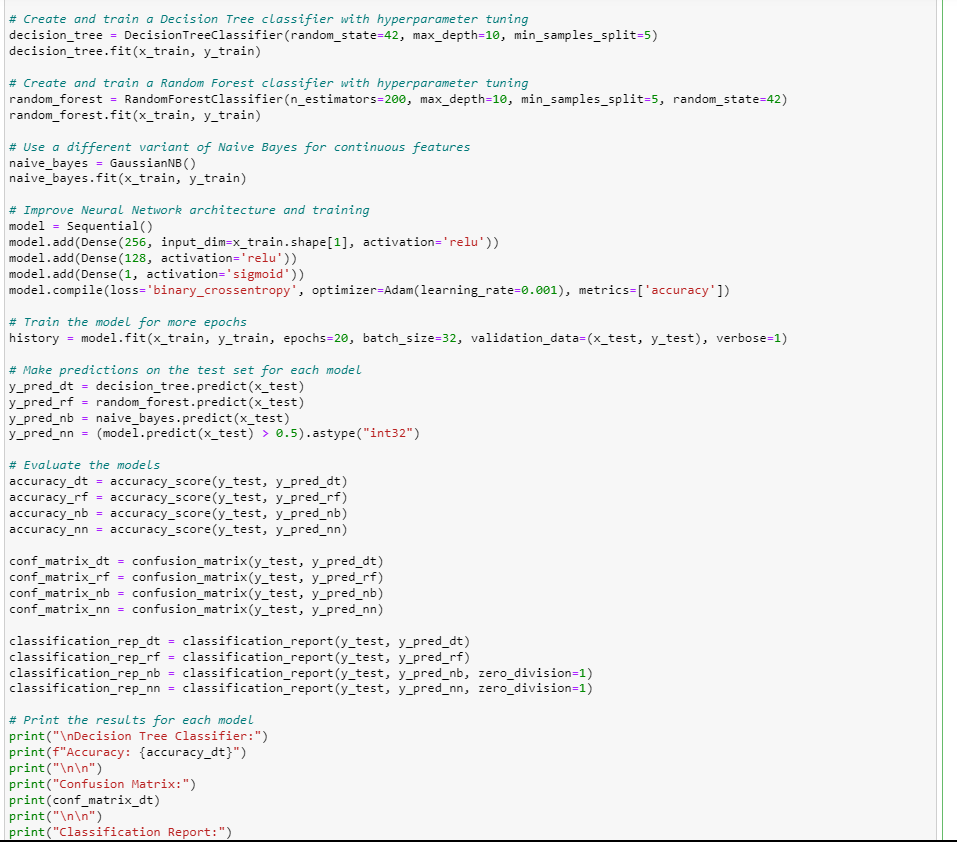 # Create and train a Decision Tree classifier with hyperparameter tuning
decision_tree = DecisionTreeClassifier(random_state=42, max_depth=10, min_samples_split=5)
decision_tree.fit(x_train, y_train)
# Create and train a Random Forest classifier with hyperparameter tuning
random_forest = RandomForestClassifier(n_estimators=200, max_depth=10, min_samples_split=5, random_state=42)
random_forest.fit(x_train, y_train)
# Use a different variant of Naive Bayes for continuous features
naive_bayes = GaussianNB()
naive_bayes.fit(x_train, y_train)
# Improve Neural Network architecture and training
model = Sequential()
model.add(Dense(256, input_dim=x_train.shape[1], activation='relu'))
model.add(Dense(128, activation='relu'))
model.add(Dense(1, activation='sigmoid'))
model.compile(loss='binary_crossentropy', optimizer=Adam(learning_rate=0.001), metrics=['accuracy'])
# Train the model for more epochs
history = model.fit(x_train, y_train, epochs=20, batch_size=32, validation_data=(x_test, y_test), verbose=1)
# Make predictions on the test set for each model
y_pred_dt = decision_tree.predict(x_test)
y_pred_rf = random_forest.predict(x_test)
y_pred_nb = naive_bayes.predict(x_test)
y_pred_nn = (model.predict(x_test) > 0.5).astype("int32")
# Evaluate the models
accuracy_dt = accuracy_score(y_test, y_pred_dt)
accuracy_rf = accuracy_score(y_test, y_pred_rf)
accuracy_nb = accuracy_score(y_test, y_pred_nb)
accuracy_nn = accuracy_score(y_test, y_pred_nn)
conf_matrix_dt = confusion_matrix(y_test, y_pred_dt)
conf_matrix_rf = confusion_matrix(y_test, y_pred_rf)
conf_matrix_nb = confusion_matrix(y_test, y_pred_nb)
conf_matrix_nn = confusion_matrix(y_test, y_pred_nn)
classification_rep_dt = classification_report(y_test, y_pred_dt)
classification_rep_rf = classification_report(y_test, y_pred_rf)
classification_rep_nb = classification_report(y_test, y_pred_nb, zero_division=1)
classification_rep_nn = classification_report(y_test, y_pred_nn, zero_division=1)
# Print the results for each model
print("\nDecision Tree Classifier:")
print(f"Accuracy: {accuracy_dt}")
print("\n\n")
print("Confusion Matrix:")
print(conf_matrix_dt)
print("\n\n")
print("Classification Report:")